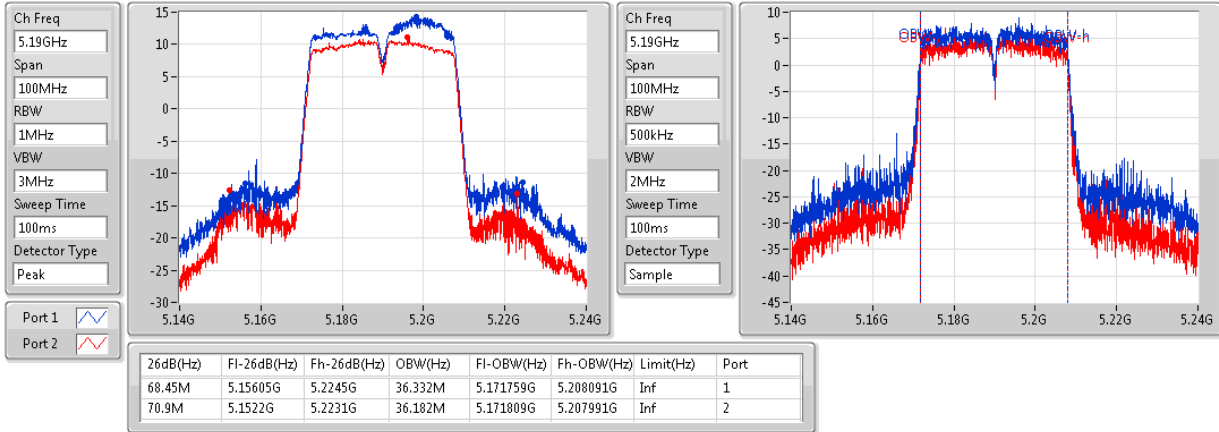 Ch Freq
5.19GHz
Span
100MHz
RBW
1MHz
VBW
3MHz
Sweep Time
100ms
Detector Type
Peak
Port 1
Port 2
15-
10-
5-
0-
-5-
-10-
-15-
-20-
-25-
-30-
5.14G 5.16G 5.18G 5.2G 5.22G 5.24G
Ch Freq
5.19GHz
Span
100MHz
RBW
500kHz
VBW
2MHz
Sweep Time
100ms
Detector Type
Sample
10-
5-
0-
-5-
-10-
-15-
-20-
-25-
-30-
-35-
-40-
-45-
5.14G 5.16G 5.18G 5.2G 5.22G 5.24G
26dB(Hz) Fl-26dB(Hz) Fh-26dB(Hz) OBW(Hz) Fl-OBW(Hz) Fh-OBW(Hz) Limit(Hz) Port
68.45M 5.15605G 5.2245G 36.332M 5.171759G 5.208091G Inf 1
70.9M 5.1522G 5.2231G 36.182M 5.171809G 5.207991G Inf 2